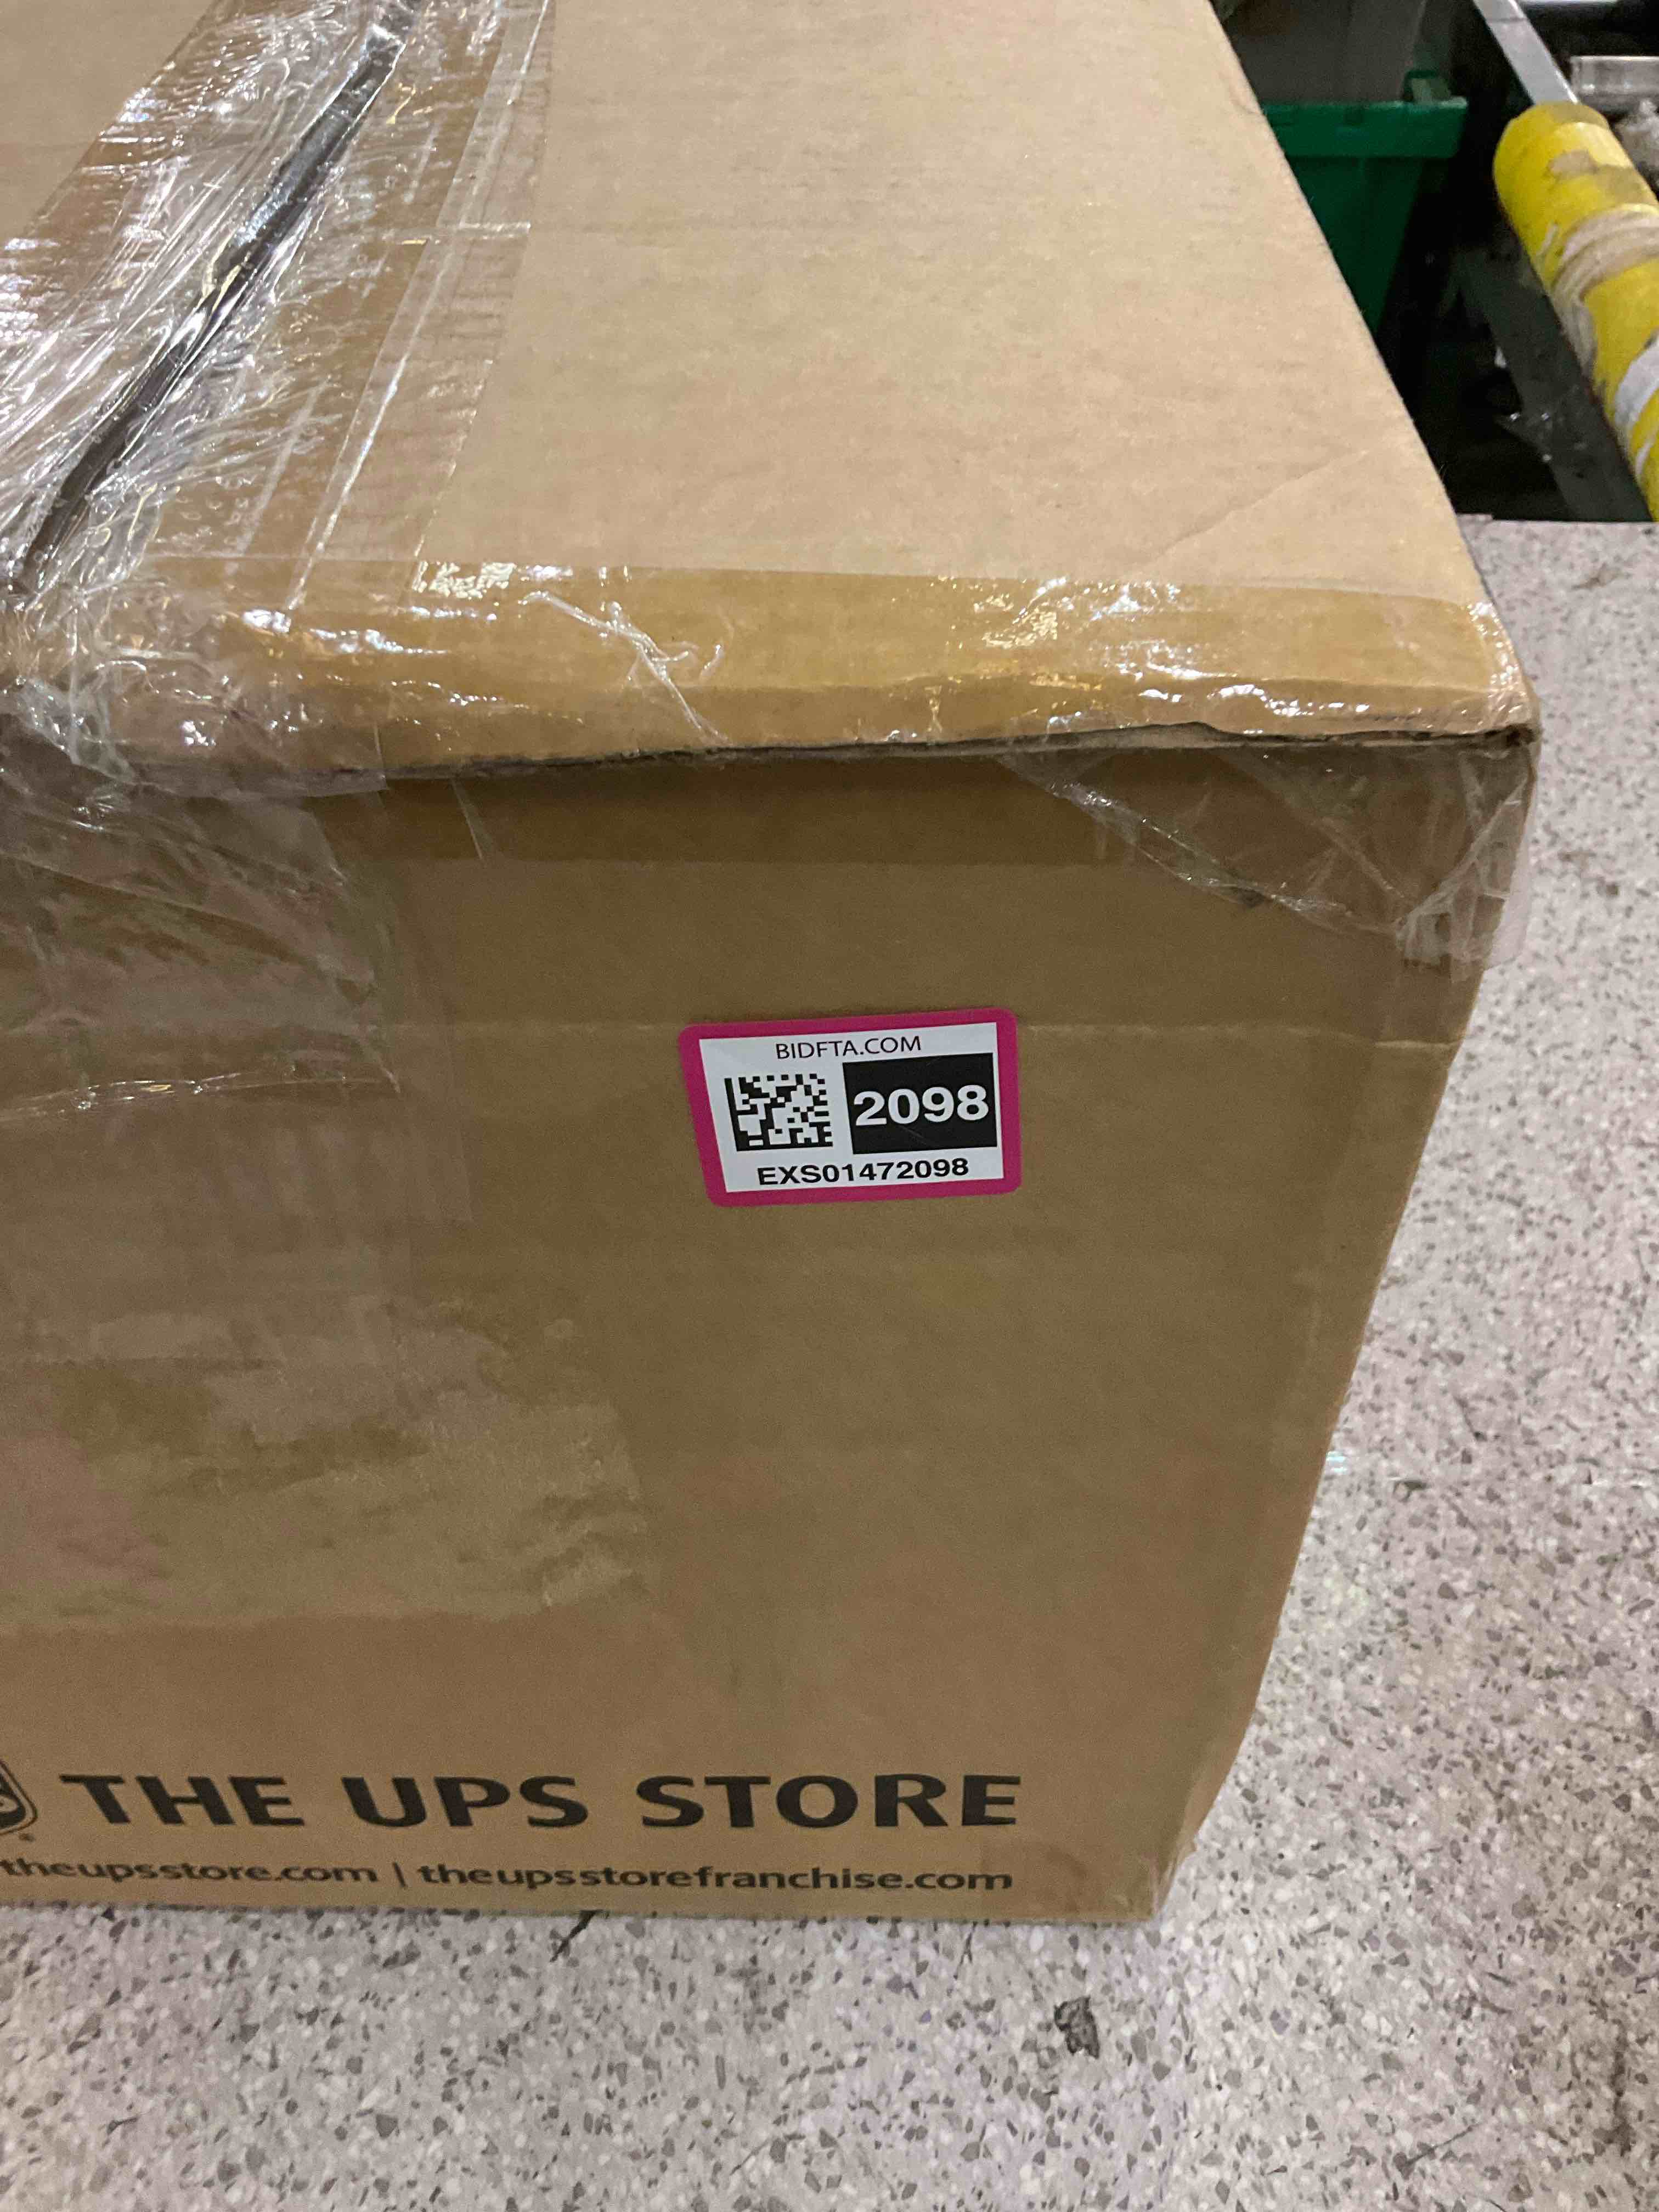 BIDFTA.COM
2098
EXS01472098
THE UPS STORE
theupsstore.com | theupsstorefranchise.com